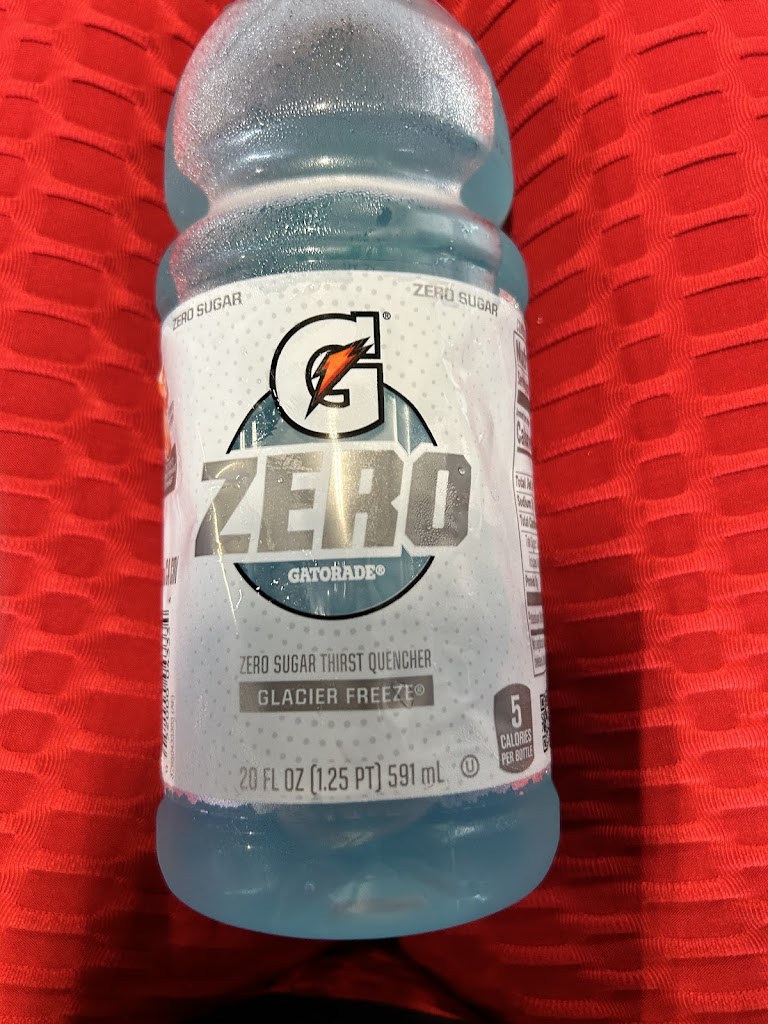 ZERO SUGAR
ZERO SUGAR
G®
ZERO
GATORADE®
ZERO SUGAR THIRST QUENCHER
GLACIER FREEZE®
5
CALORIES
PER BOTTLE
20 FL OZ (1.25 PT) 591 mL
U
Sodium